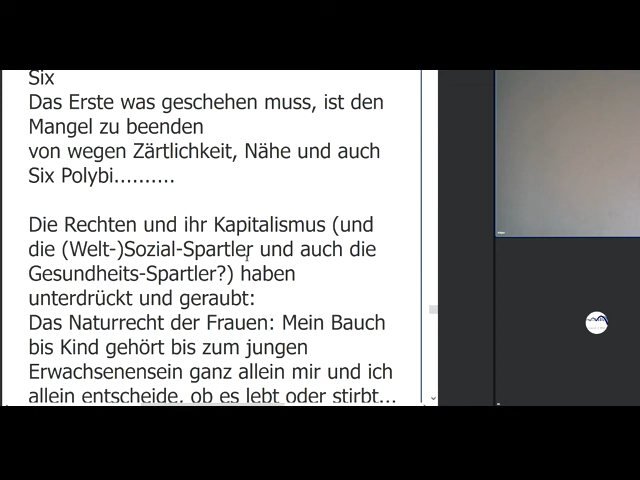 Six
Das Erste was geschehen muss, ist den
Mangel zu beenden
von wegen Zärtlichkeit, Nähe und auch
Six Polybi..........
Die Rechten und ihr Kapitalismus (und
die (Welt-)Sozial-Spartler und auch die
Gesundheits-Spartler?) haben
unterdrückt und geraubt:
Das Naturrecht der Frauen: Mein Bauch
bis Kind gehört bis zum jungen
Erwachsenensein ganz allein mir und ich
allein entscheide, ob es lebt oder stirbt...